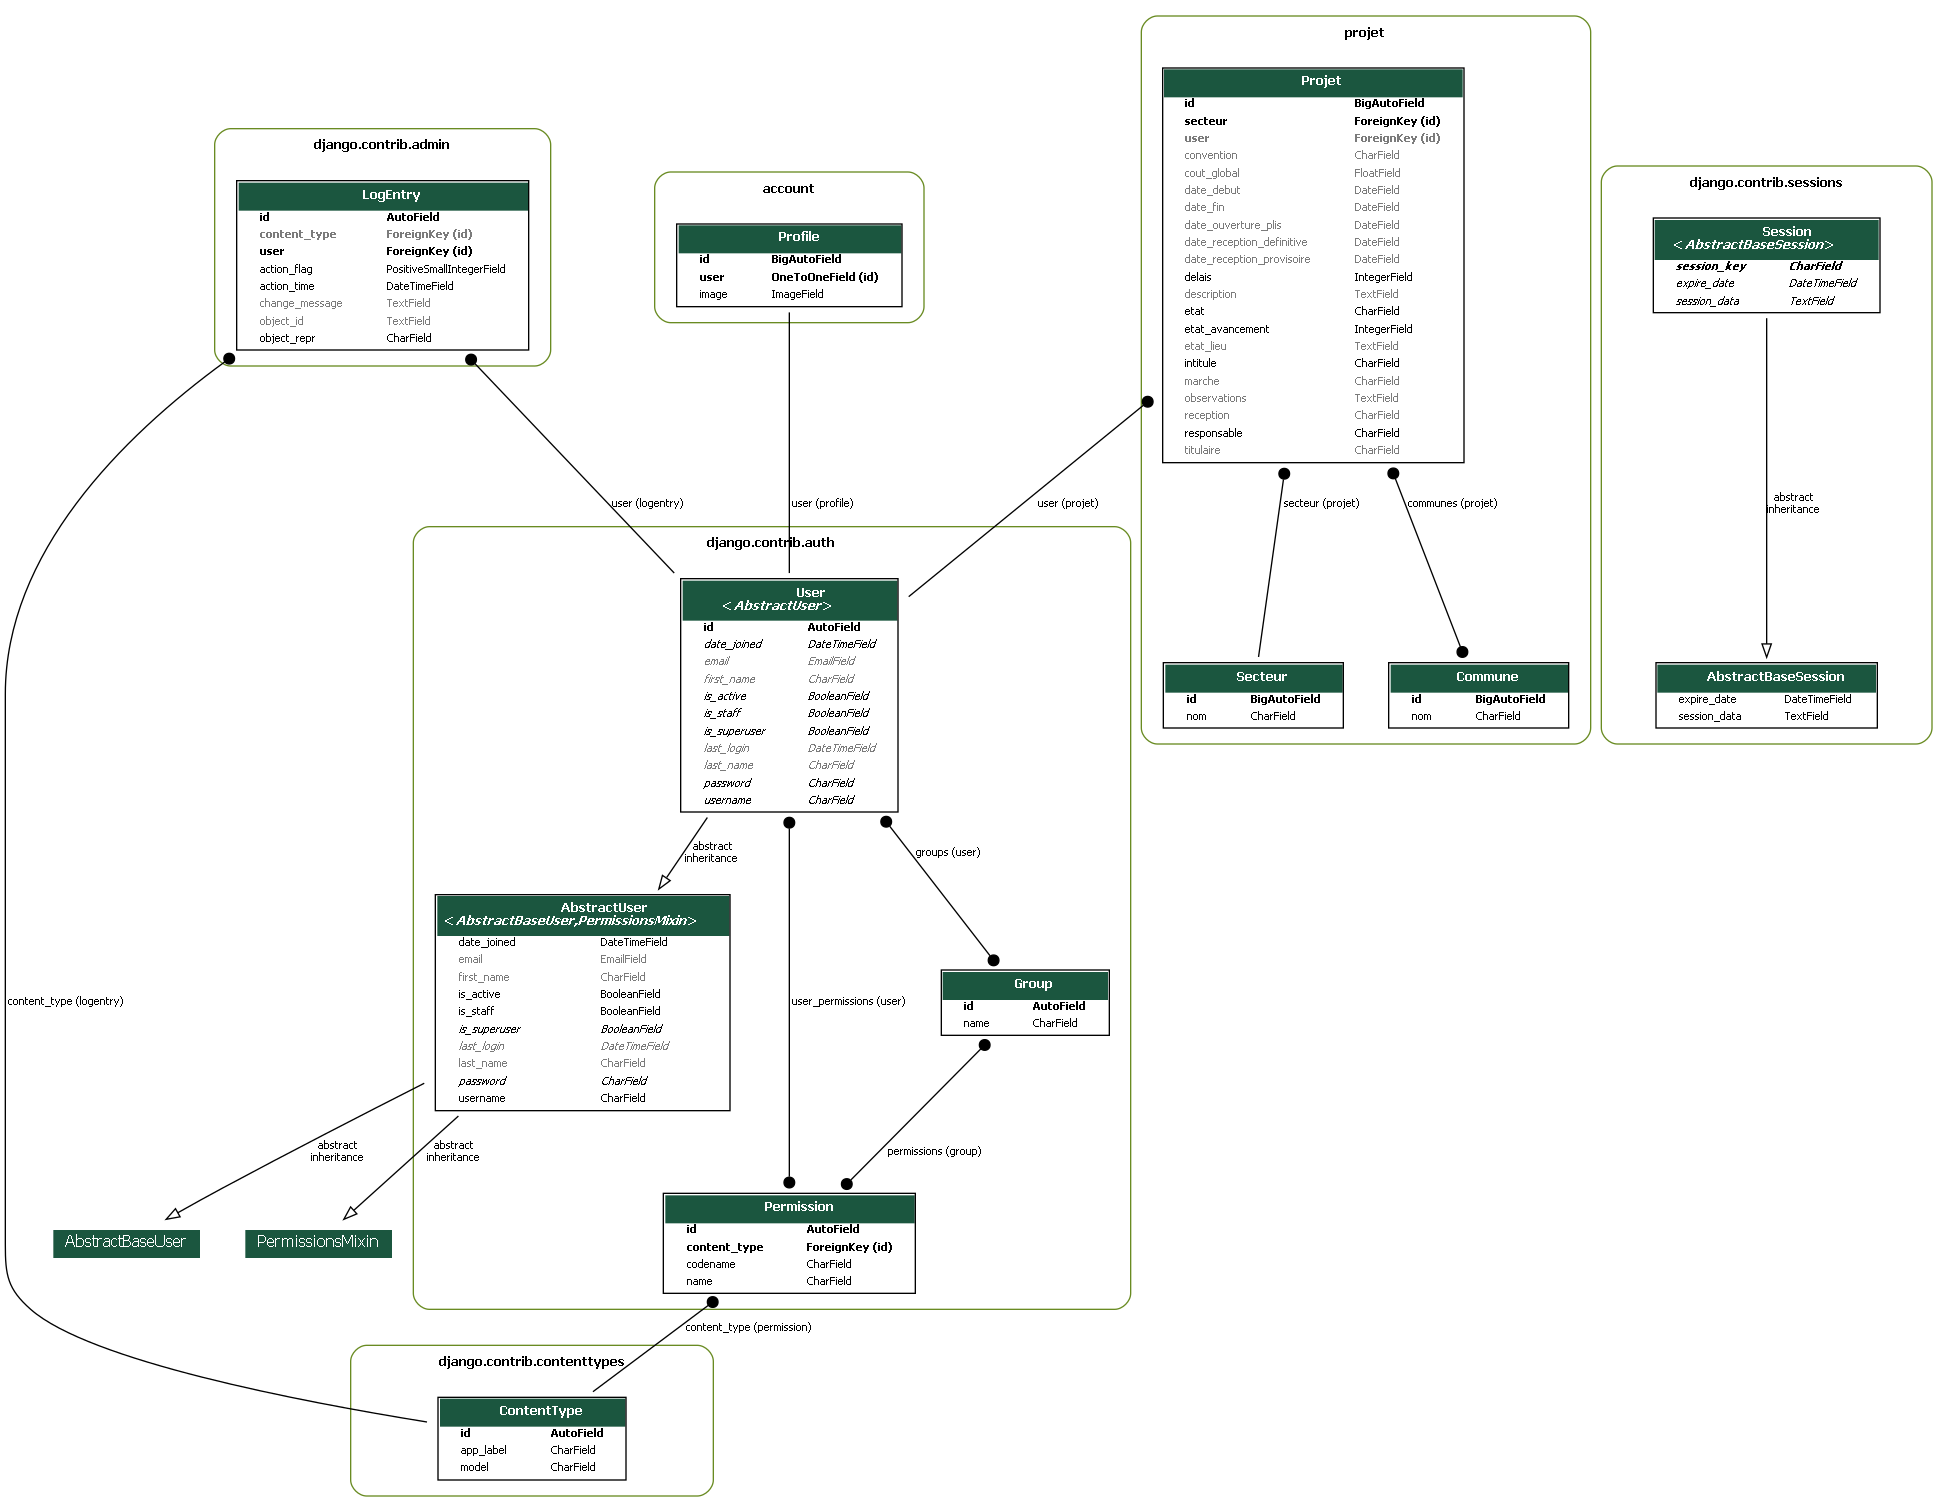 projet
Projet
id BigAutoField
secteur ForeignKey (id)
user ForeignKey (id)
convention CharField
cout_global FloatField
date_debut DateField
date_fin DateField
date_ouverture_plis DateField
date_reception_definitive DateField
date_reception_provisoire DateField
delais IntegerField
description TextField
etat CharField
etat_avancement IntegerField
etat_lieu TextField
intitule CharField
marche CharField
observations TextField
reception CharField
responsable CharField
titulaire CharField
django.contrib.admin
LogEntry
id AutoField
content_type ForeignKey (id)
user ForeignKey (id)
action_flag PositiveSmallIntegerField
action_time DateTimeField
change_message TextField
object_id TextField
object_repr CharField
account
Profile
id BigAutoField
user OneToOneField (id)
image ImageField
django.contrib.sessions
Session
<AbstractBaseSession>
session_key CharField
expire_date DateTimeField
session_data TextField
user (logentry)
user (profile)
user (projet)
secteur (projet)
communes (projet)
abstract
inheritance
django.contrib.auth
User
<AbstractUser>
id AutoField
date_joined DateTimeField
email EmailField
first_name CharField
is_active BooleanField
is_staff BooleanField
is_superuser BooleanField
last_login DateTimeField
last_name CharField
password CharField
username CharField
Secteur
id BigAutoField
nom CharField
Commune
id BigAutoField
nom CharField
AbstractBaseSession
expire_date DateTimeField
session_data TextField
abstract
inheritance
groups (user)
AbstractUser
<AbstractBaseUser,PermissionsMixin>
date_joined DateTimeField
email EmailField
first_name CharField
is_active BooleanField
is_staff BooleanField
is_superuser BooleanField
last_login DateTimeField
last_name CharField
password CharField
username CharField
content_type (logentry)
user_permissions (user)
Group
id AutoField
name CharField
abstract
inheritance
abstract
inheritance
permissions (group)
AbstractBaseUser
PermissionsMixin
Permission
id AutoField
content_type ForeignKey (id)
codename CharField
name CharField
content_type (permission)
django.contrib.contenttypes
ContentType
id AutoField
app_label CharField
model CharField